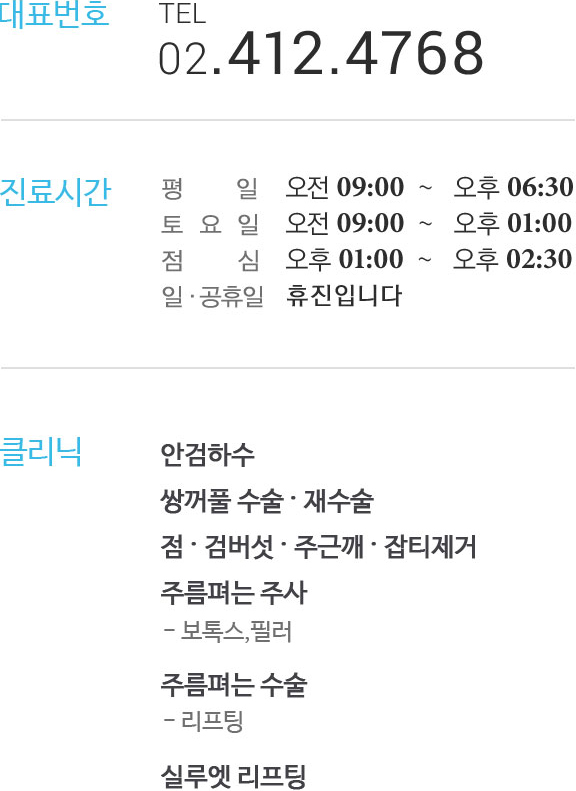 대표번호
TEL
02.412.4768
진료시간
평 일 오전 09:00 ~ 오후 06:30
토 요 일 오전 09:00 ~ 오후 01:00
점 심 오후 01:00 ~ 오후 02:30
일·공휴일 휴진입니다
클리닉
안검하수
쌍꺼풀 수술 · 재수술
점 · 검버섯 · 주근깨 · 잡티제거
주름펴는 주사
- 보톡스,필러
주름펴는 수술
- 리프팅
실루엣 리프팅